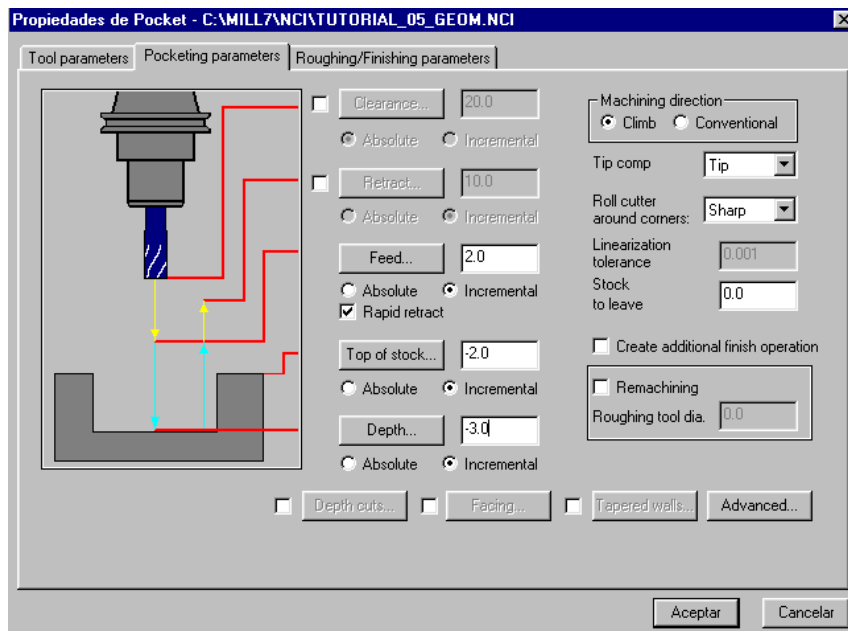 Propiedades de Pocket - C:\MILL7\NCI\TUTORIAL_05_GEOM.NCI
Tool parameters
Pocketing parameters
Roughing/Finishing parameters
Clearance...
20.0
Absolute
Incremental
Retract...
10.0
Absolute
Incremental
Feed...
2.0
Absolute
Incremental
Rapid retract
Top of stock...
-2.0
Absolute
Incremental
Depth...
-3.0
Absolute
Incremental
Machining direction
Climb
Conventional
Tip comp
Tip
Roll cutter
around corners:
Sharp
Linearization
tolerance
0.001
Stock
to leave
0.0
Create additional finish operation
Remachining
Roughing tool dia.
0.0
Depth cuts...
Facing...
Tapered walls...
Advanced...
Aceptar
Cancelar